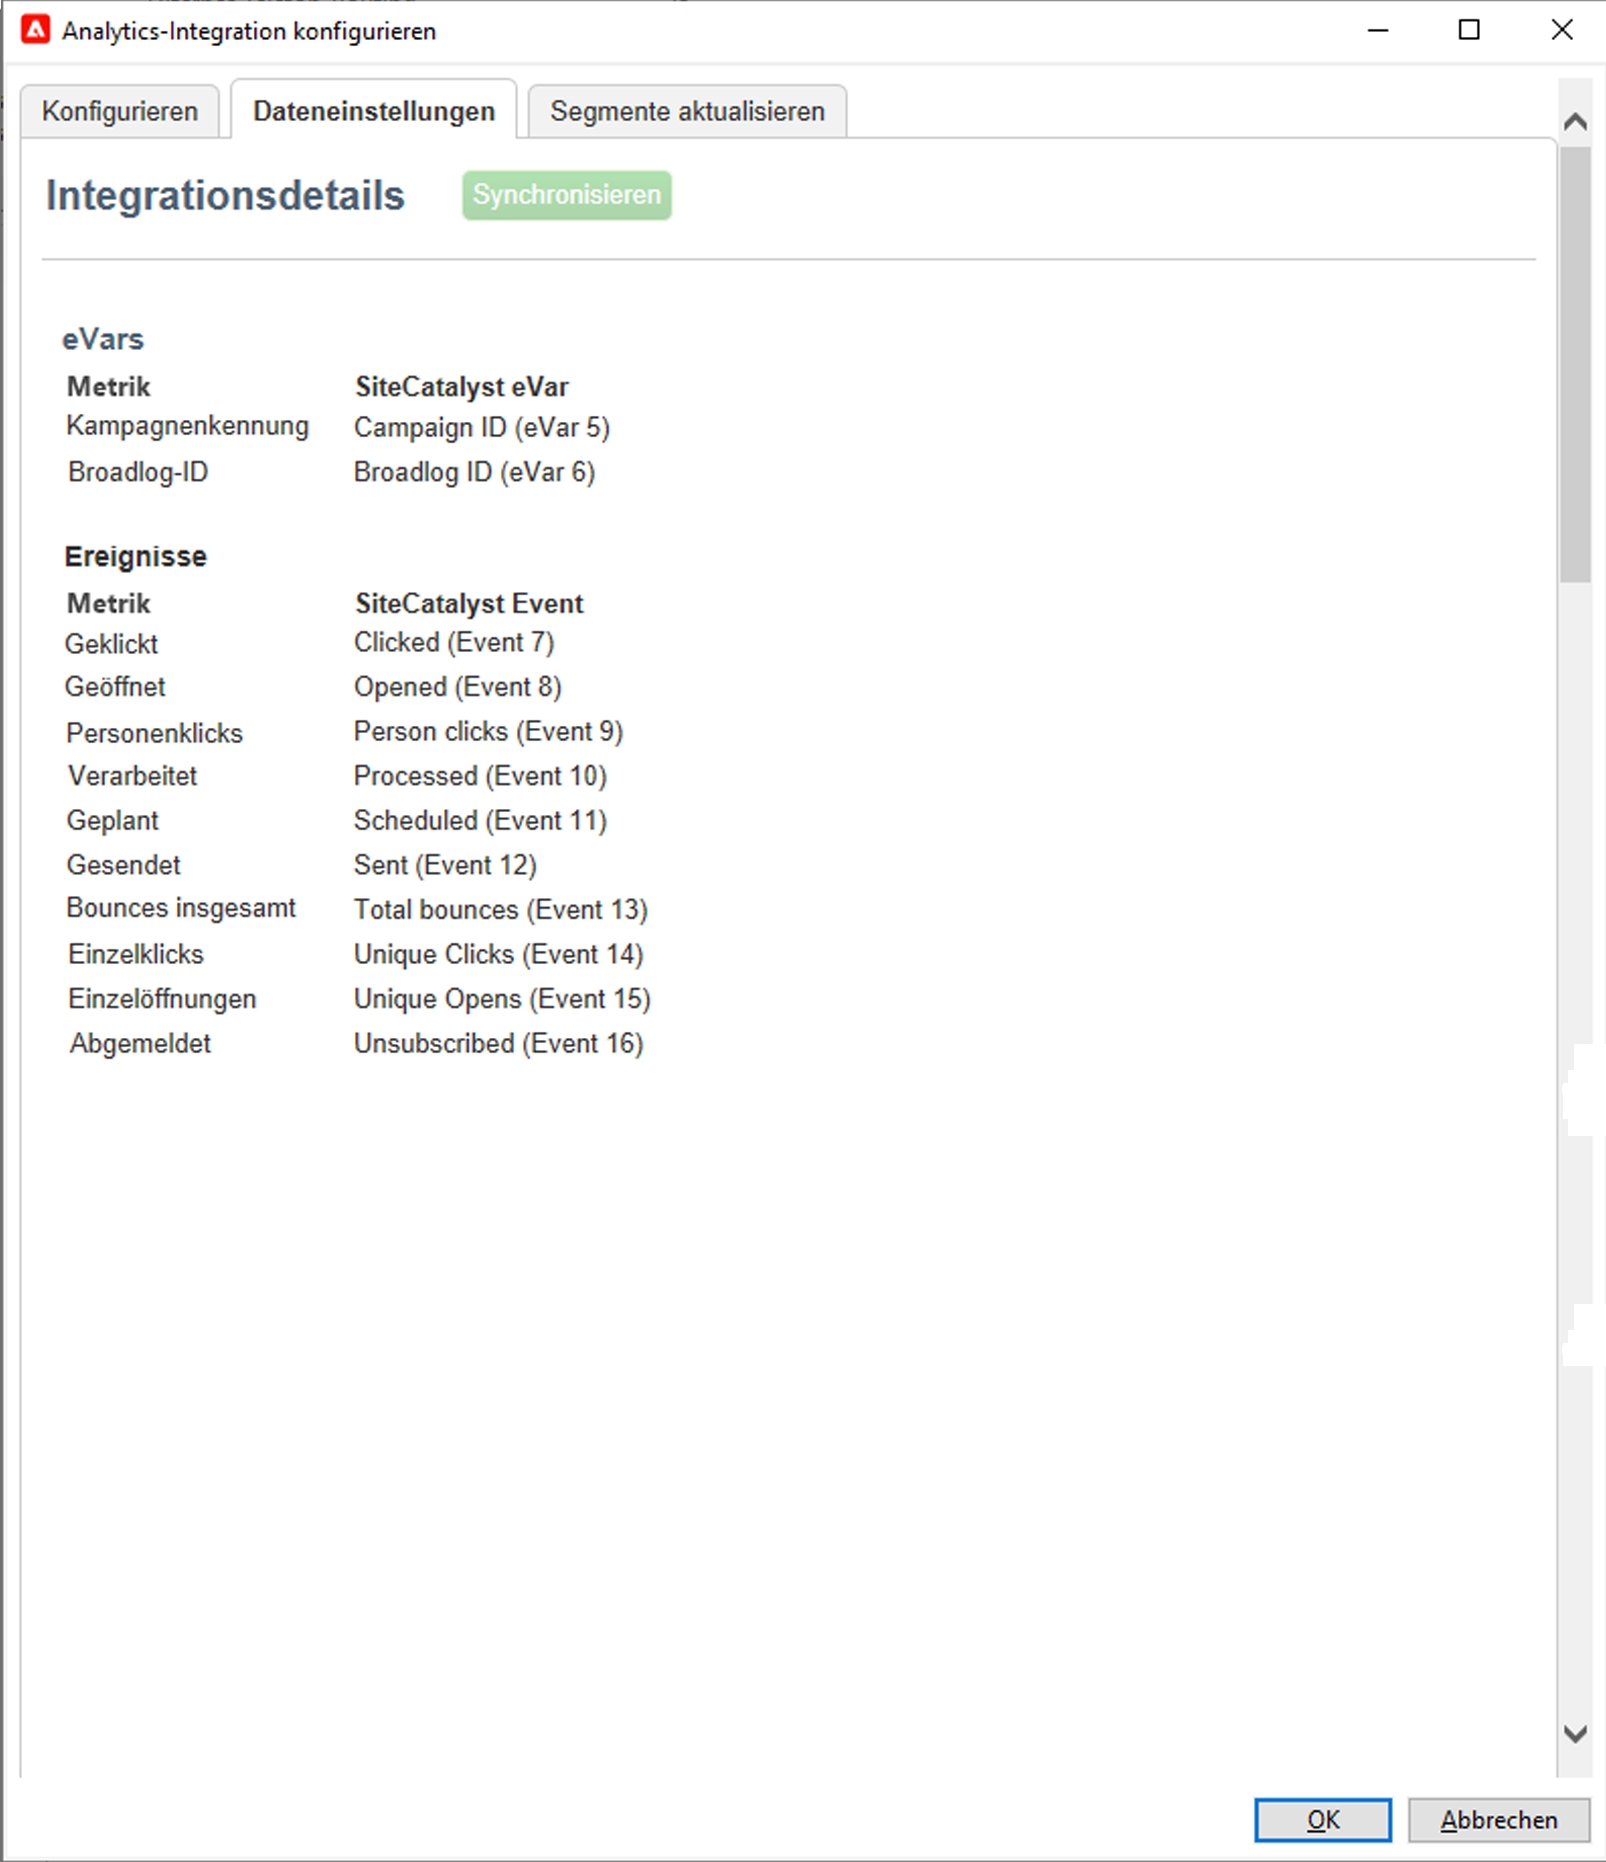 Analytics-Integration konfigurieren
Konfigurieren Dateneinstellungen Segmente aktualisieren
Integrationsdetails Synchronisieren
eVars
Metrik SiteCatalyst eVar
Kampagnenkennung Campaign ID (eVar 5)
Broadlog-ID Broadlog ID (eVar 6)
Ereignisse
Metrik SiteCatalyst Event
Geklickt Clicked (Event 7)
Geöffnet Opened (Event 8)
Personenklicks Person clicks (Event 9)
Verarbeitet Processed (Event 10)
Geplant Scheduled (Event 11)
Gesendet Sent (Event 12)
Bounces insgesamt Total bounces (Event 13)
Einzelklicks Unique Clicks (Event 14)
Einzelöffnungen Unique Opens (Event 15)
Abgemeldet Unsubscribed (Event 16)
OK Abbrechen